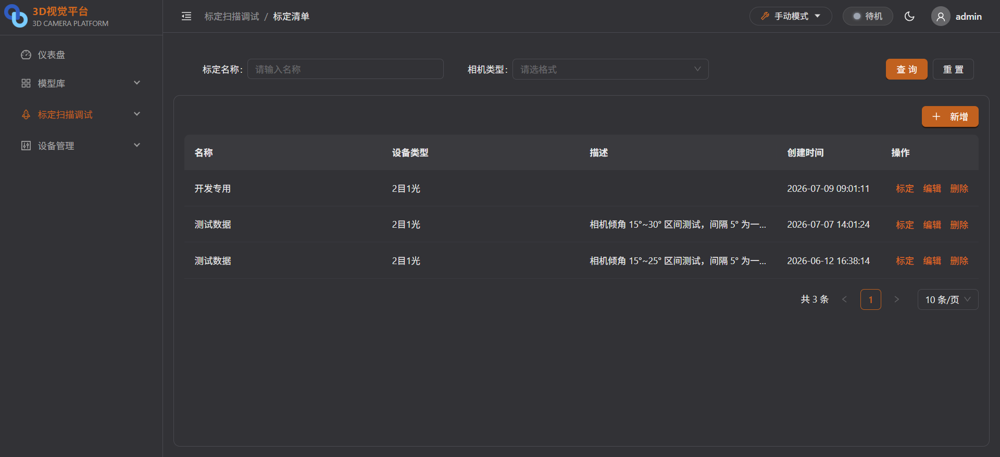 3D视觉平台
3D CAMERA PLATFORM
标定扫描调试 / 标定清单
手动模式
待机
admin
仪表盘
模型库
标定扫描调试
设备管理
标定名称: 请输入名称
相机类型: 请选格式
查 询
重 置
新增
名称 设备类型 描述 创建时间 操作
开发专用 2目1光 2026-07-09 09:01:11 标定 编辑 删除
测试数据 2目1光 相机倾角 15°~30° 区间测试，间隔 5° 为一... 2026-07-07 14:01:24 标定 编辑 删除
测试数据 2目1光 相机倾角 15°~25° 区间测试，间隔 5° 为一... 2026-06-12 16:38:14 标定 编辑 删除
共 3 条 < 1 > 10 条/页